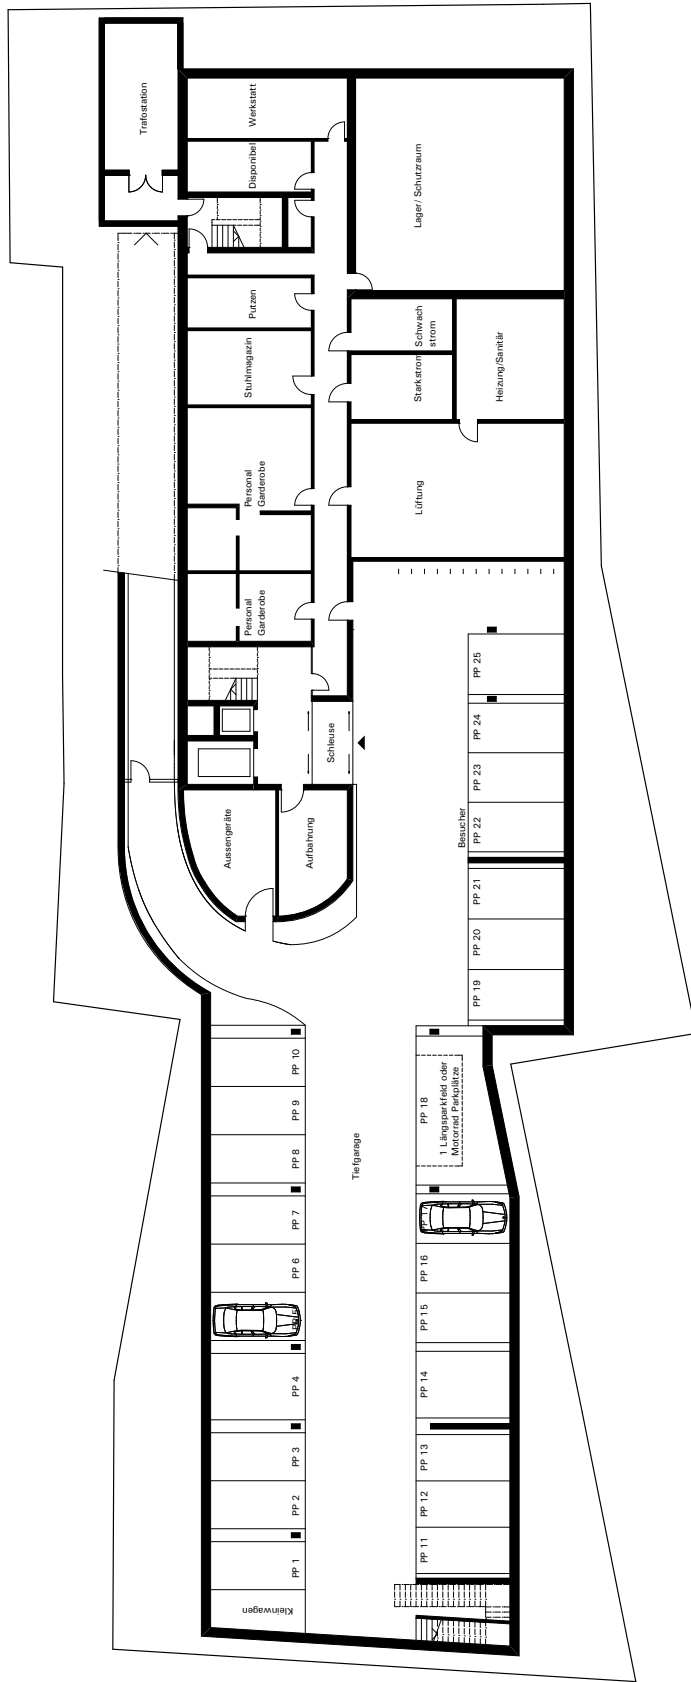 Trafostation
Werkstatt
Disponibel
Lager/ Schutzraum
Putzen
Schwach
strom
Stuhlmagazin
Starkstrom
Heizung/Sanitär
Personal
Garderobe
Lüftung
Personal
Garderobe
PP 25
PP 24
Schleuse
PP 23
Besucher
PP 22
Aussengeräte
Aufbahrung
PP 21
PP 20
PP 19
PP 10
PP 9
PP 8
PP 7
PP 6
PP 4
PP 3
PP 2
PP 1
Kleinwagen
Tiefgarage
PP 18
1 Längsparkfeld oder
Motorrad Parkplätze
PP 16
PP 15
PP 14
PP 13
PP 12
PP 11